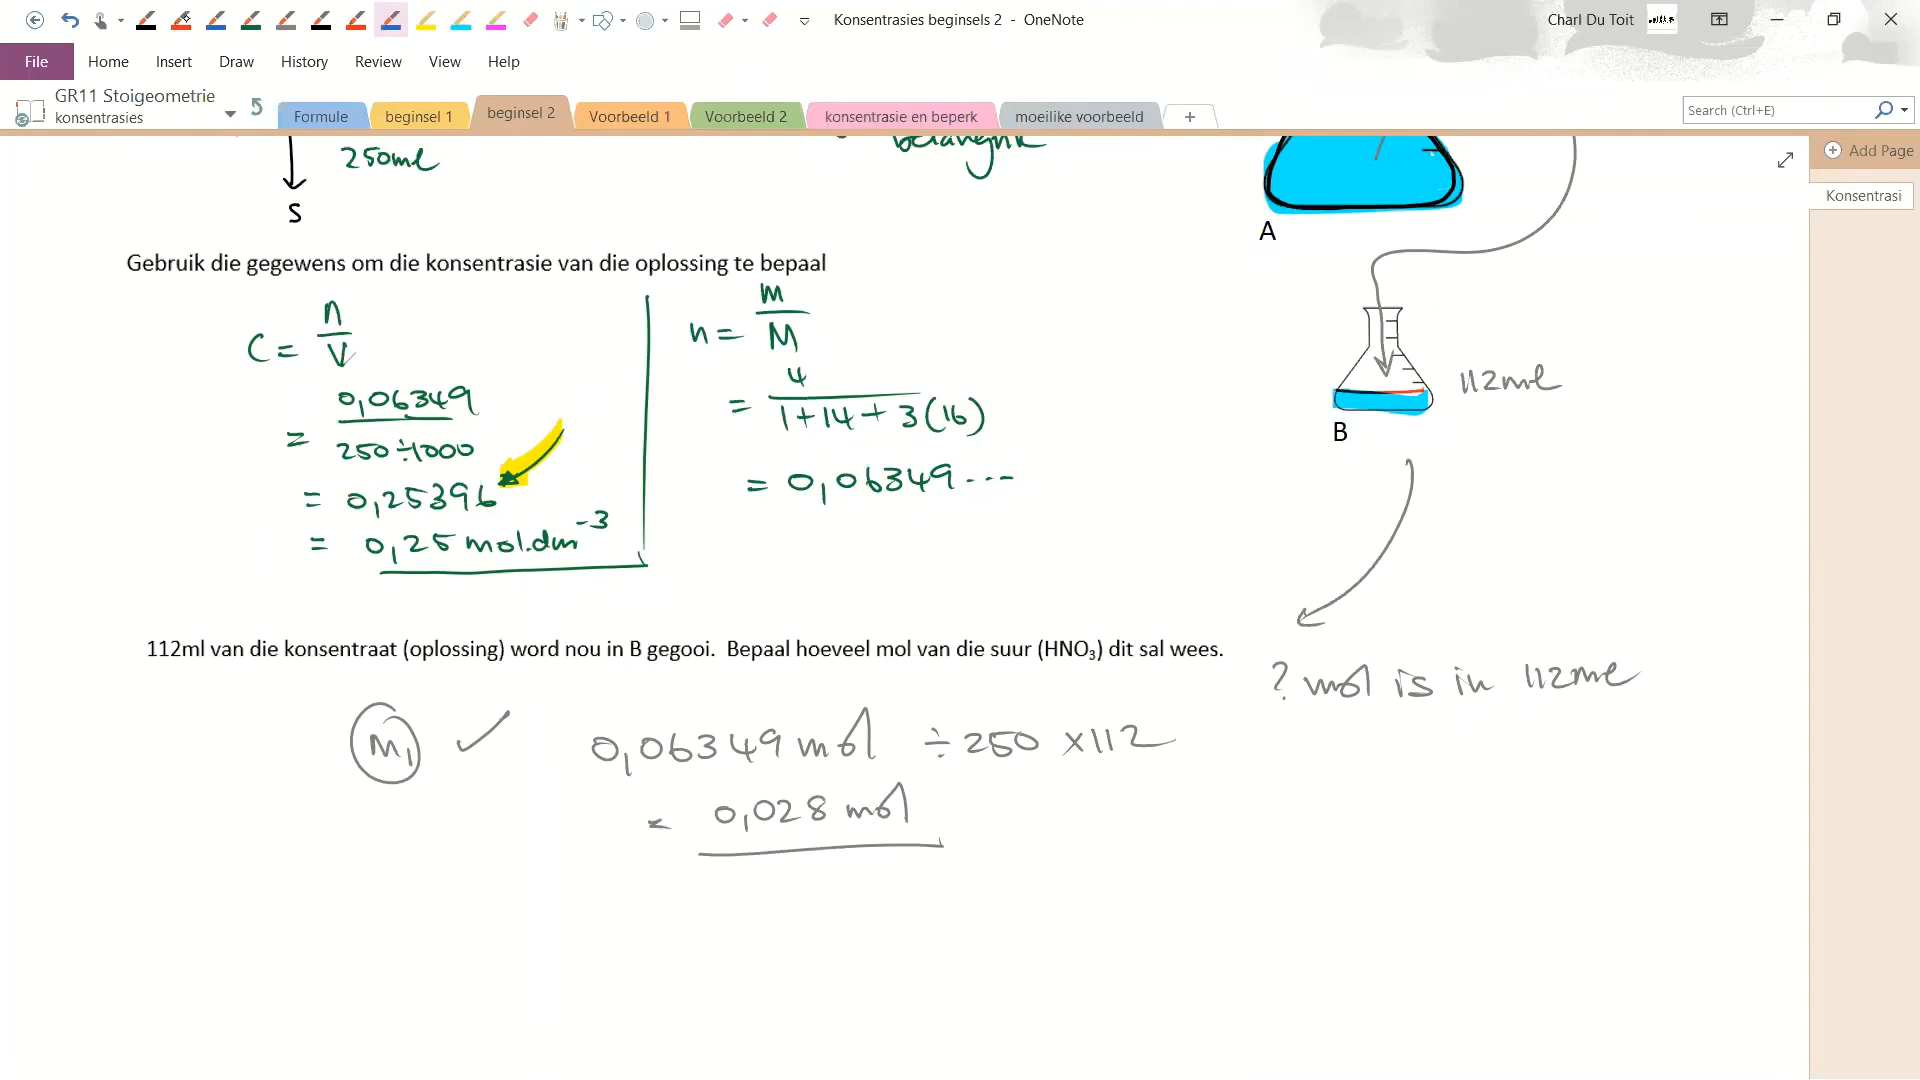 Konsentrasies beginsels 2 - OneNote
Charl Du Toit
File Home Insert Draw History Review View Help
GR11 Stoigeometrie
konsentrasies
Formule beginsel 1 beginsel 2 Voorbeeld 1 Voorbeeld 2 konsentrasie en beperk moeilike voorbeeld +
Search (Ctrl+E)
Add Page
Konsentrasi
250ml
S
belangrik
A
Gebruik die gegewens om die konsentrasie van die oplossing te bepaal
C = n/V
= 0,06349 / 250÷1000
= 0,25396
= 0,25 mol.dm⁻³
n = m/M
= 4 / 1+14+3(16)
= 0,06349...
112ml
B
112ml van die konsentraat (oplossing) word nou in B gegooi. Bepaal hoeveel mol van die suur (HNO₃) dit sal wees.
? mol is in 112ml
M₁ ✓ 0,06349 mol ÷250 ×112
= 0,028 mol